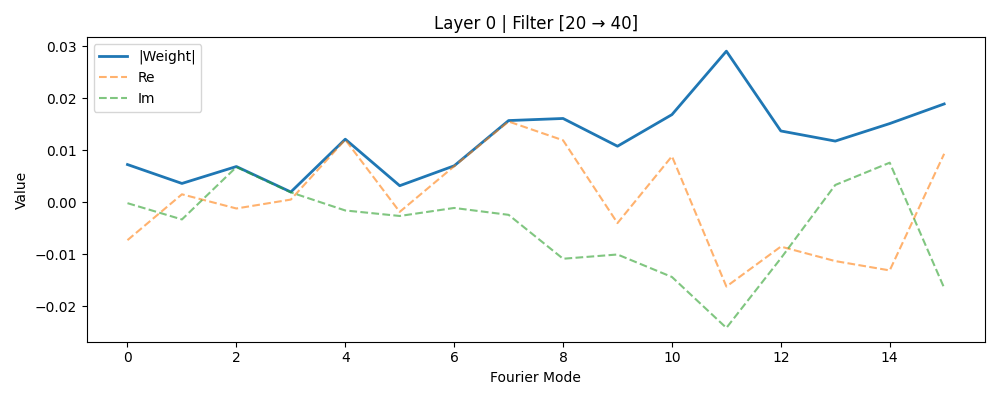 Layer 0 | Filter [20 → 40]
|Weight|
Re
Im
0.03
0.02
0.01
0.00
−0.01
−0.02
Value
0 2 4 6 8 10 12 14
Fourier Mode